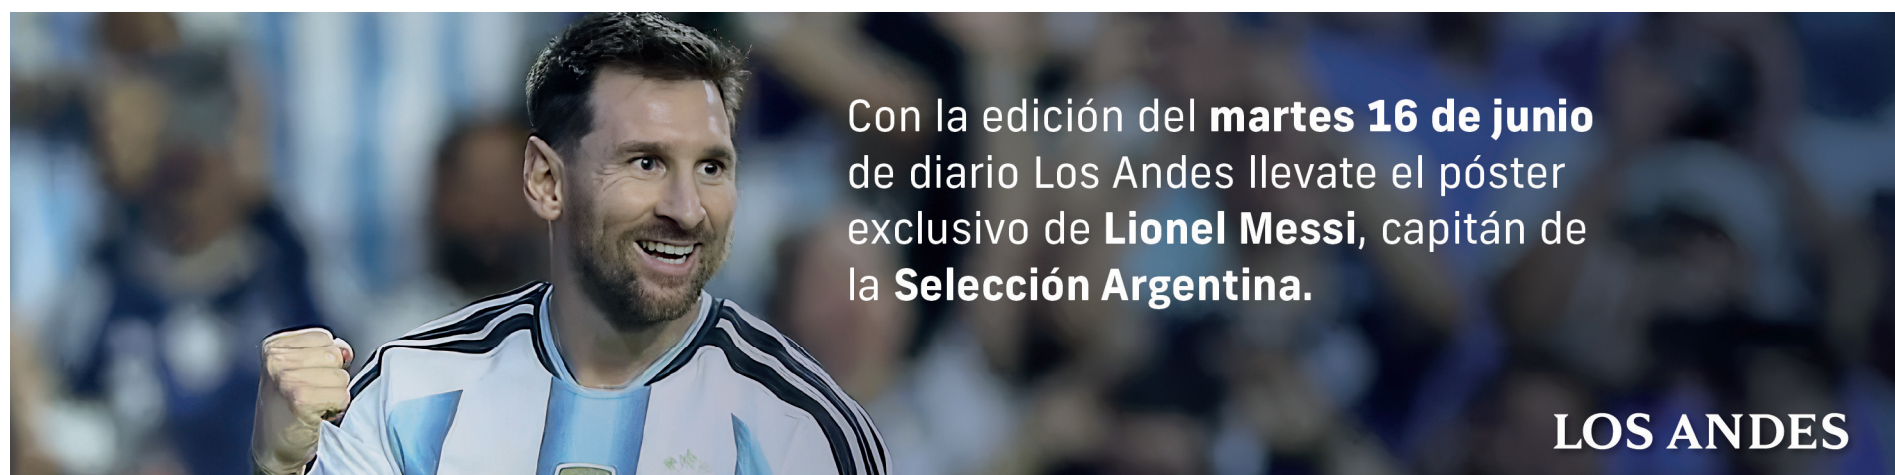 Con la edición del martes 16 de junio
de diario Los Andes llevate el póster
exclusivo de Lionel Messi, capitán de
la Selección Argentina.
LOS ANDES